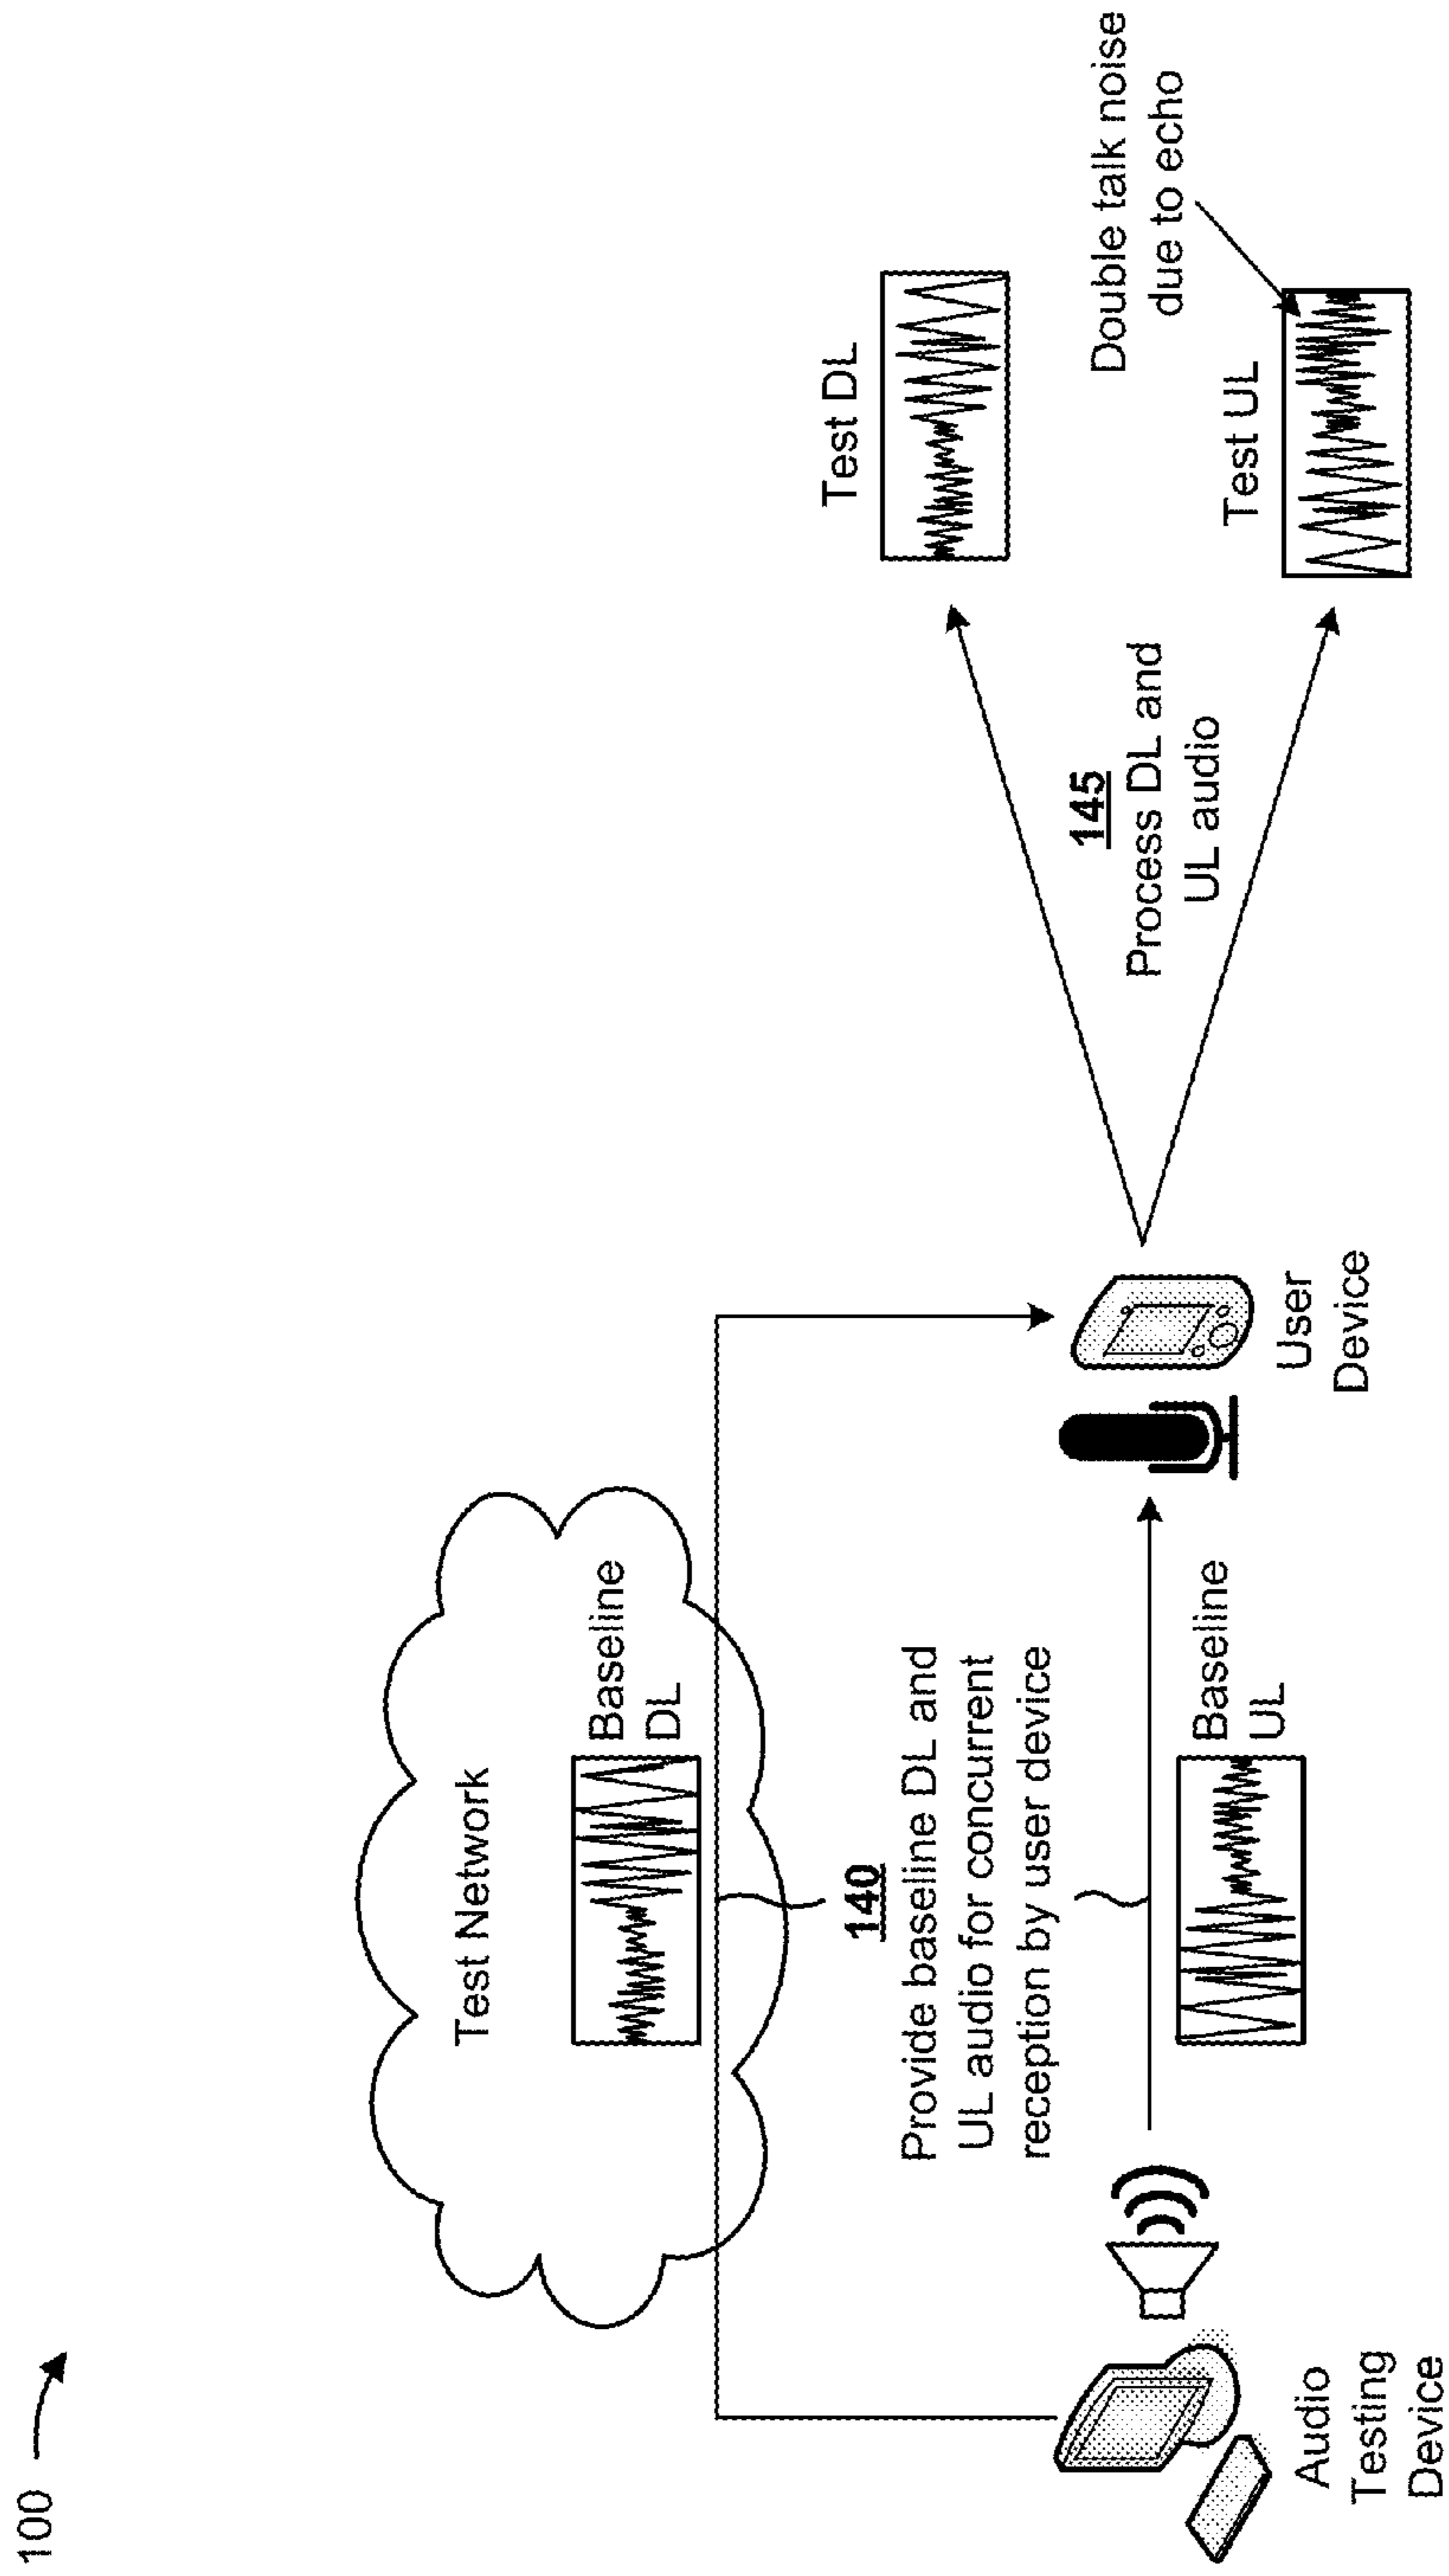 100
Test Network
Baseline
DL
140
Provide baseline DL and
UL audio for concurrent
reception by user device
Baseline
UL
Audio
Testing
Device
User
Device
145
Process DL and
UL audio
Test DL
Test UL
Double talk noise
due to echo